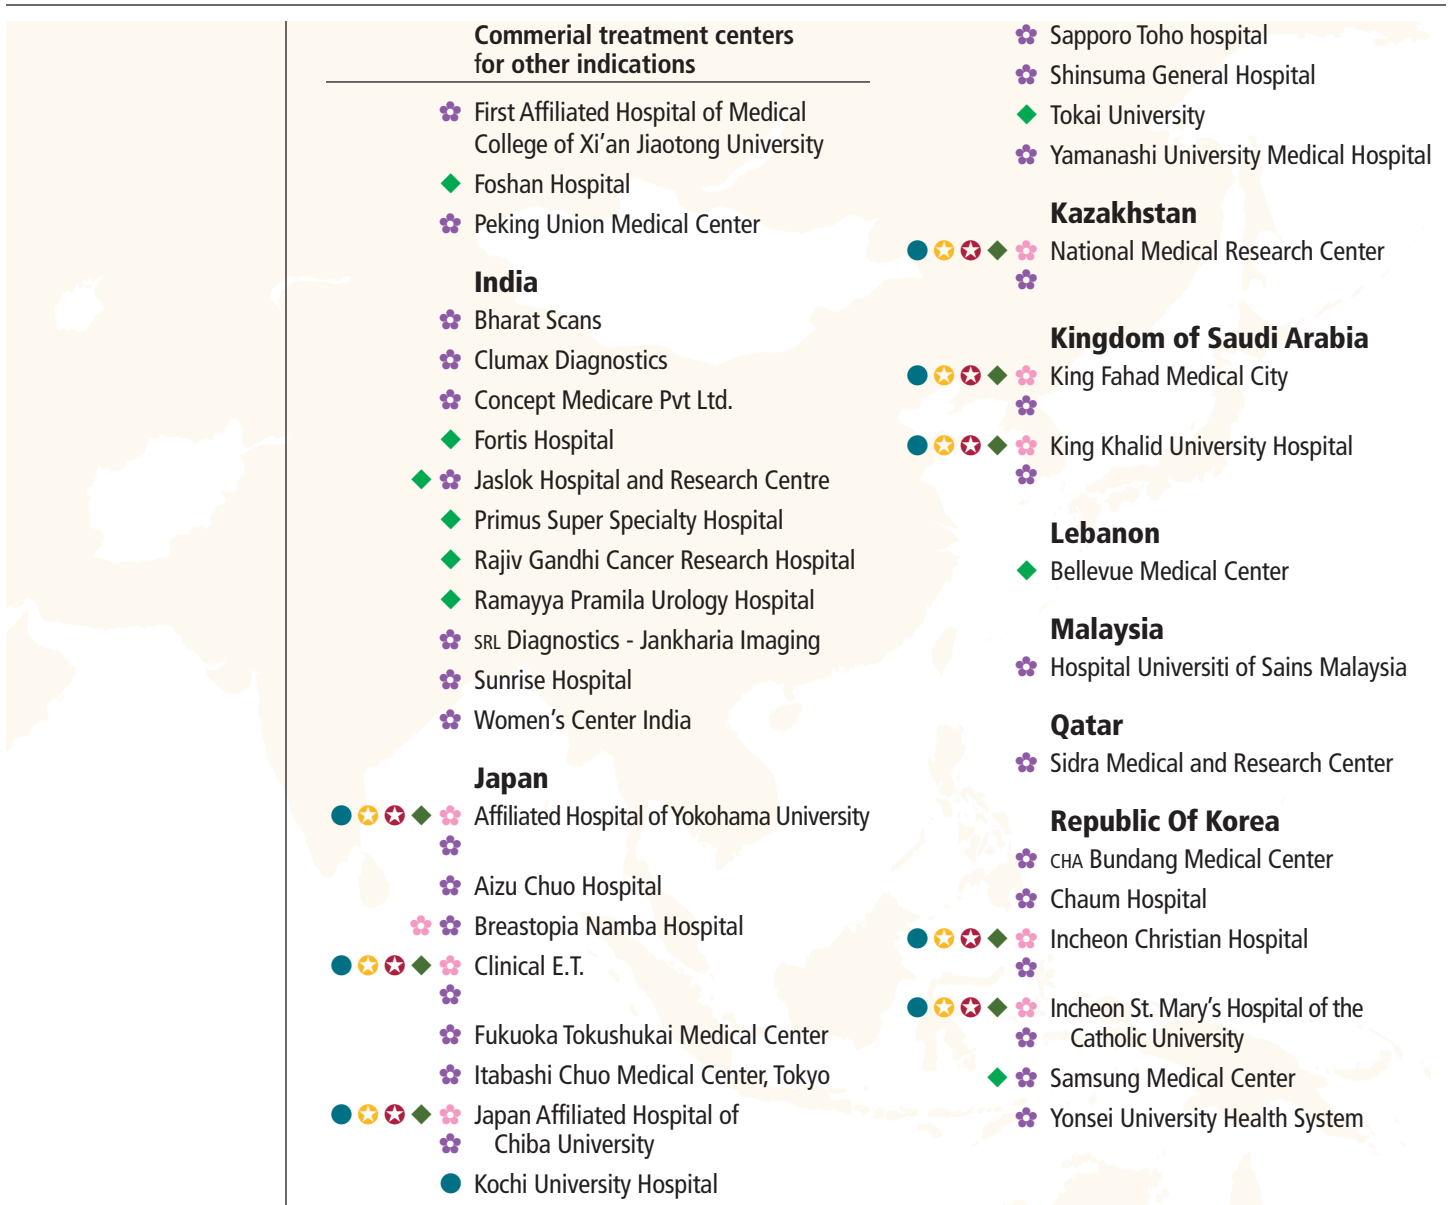 Commerial treatment centers
for other indications
First Affiliated Hospital of Medical
College of Xi’an Jiaotong University
Foshan Hospital
Peking Union Medical Center
India
Bharat Scans
Clumax Diagnostics
Concept Medicare Pvt Ltd.
Fortis Hospital
Jaslok Hospital and Research Centre
Primus Super Specialty Hospital
Rajiv Gandhi Cancer Research Hospital
Ramayya Pramila Urology Hospital
SRL Diagnostics - Jankharia Imaging
Sunrise Hospital
Women’s Center India
Japan
Affiliated Hospital of Yokohama University
Aizu Chuo Hospital
Breastopia Namba Hospital
Clinical E.T.
Fukuoka Tokushukai Medical Center
Itabashi Chuo Medical Center, Tokyo
Japan Affiliated Hospital of
Chiba University
Kochi University Hospital
Sapporo Toho hospital
Shinsuma General Hospital
Tokai University
Yamanashi University Medical Hospital
Kazakhstan
National Medical Research Center
Kingdom of Saudi Arabia
King Fahad Medical City
King Khalid University Hospital
Lebanon
Bellevue Medical Center
Malaysia
Hospital Universiti of Sains Malaysia
Qatar
Sidra Medical and Research Center
Republic Of Korea
CHA Bundang Medical Center
Chaum Hospital
Incheon Christian Hospital
Incheon St. Mary’s Hospital of the
Catholic University
Samsung Medical Center
Yonsei University Health System